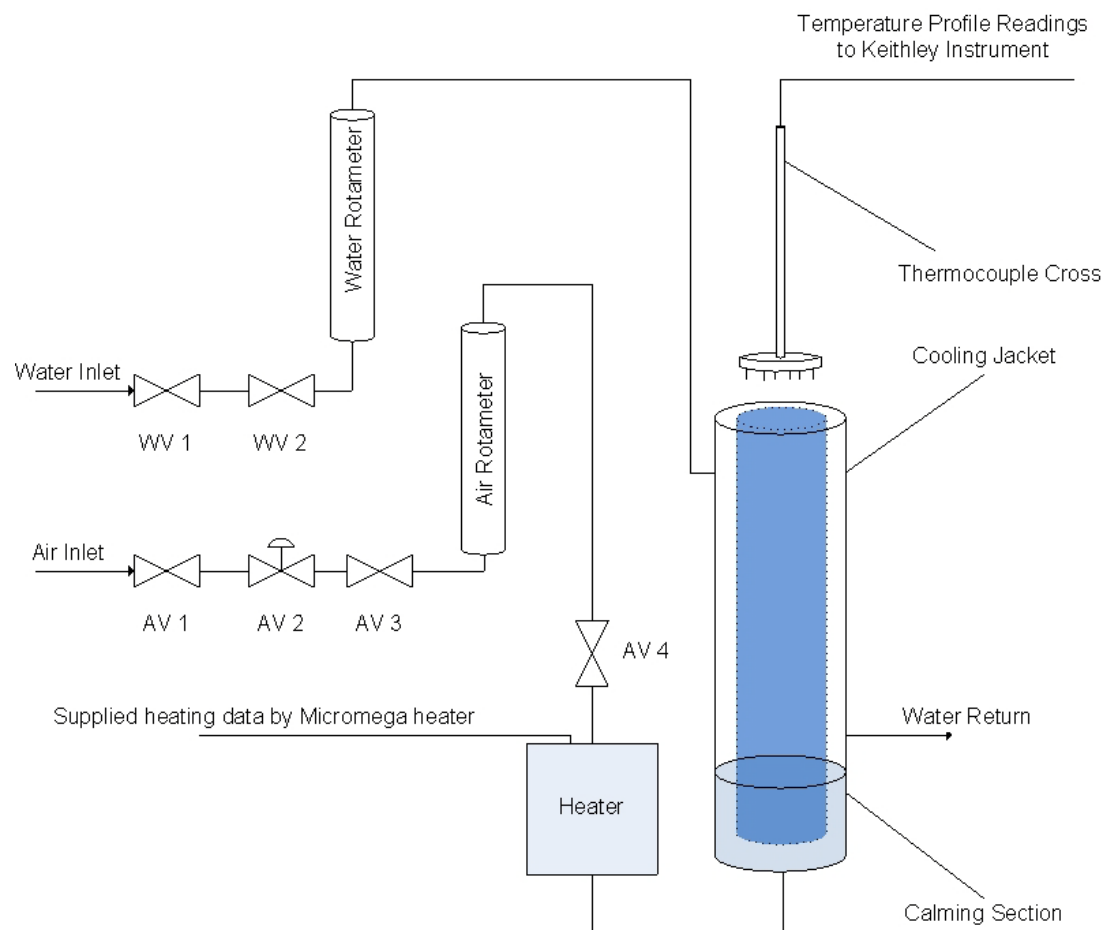 Temperature Profile Readings
to Keithley Instrument
Water Rotameter
Thermocouple Cross
Air Rotameter
Cooling Jacket
Water Inlet
WV 1
WV 2
Air Inlet
AV 1
AV 2
AV 3
AV 4
Supplied heating data by Micromega heater
Water Return
Heater
Calming Section